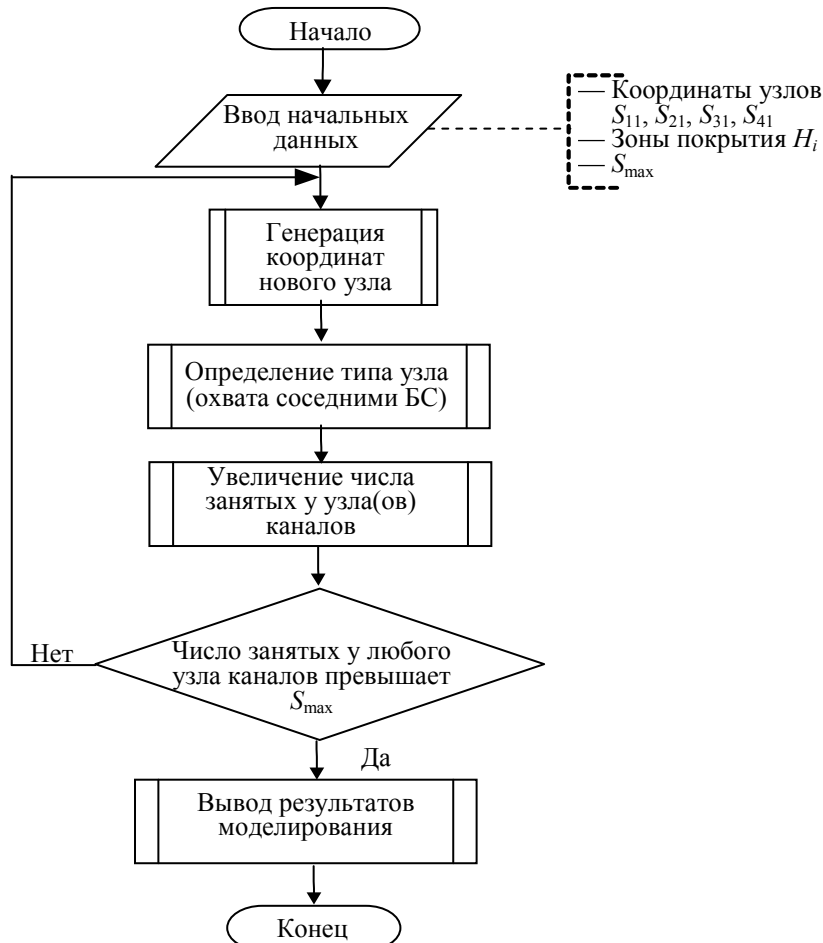 Начало
Ввод начальных
данных
— Координаты узлов
S₁₁, S₂₁, S₃₁, S₄₁
— Зоны покрытия Hᵢ
— Sₘₐₓ
Генерация
координат
нового узла
Определение типа узла
(охвата соседними БС)
Увеличение числа
занятых у узла(ов)
каналов
Нет
Число занятых у любого
узла каналов превышает
Sₘₐₓ
Да
Вывод результатов
моделирования
Конец